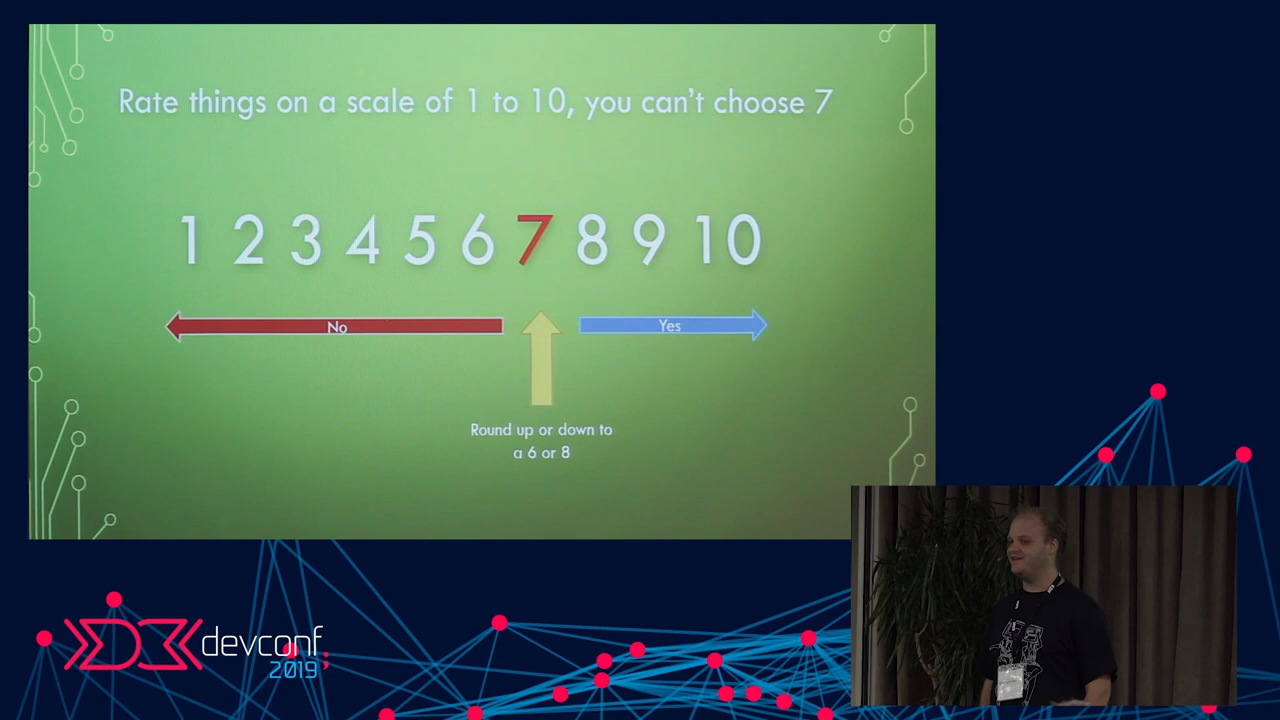 Rate things on a scale of 1 to 10, you can't choose 7
1 2 3 4 5 6 7 8 9 10
No
Yes
Round up or down to
a 6 or 8
devconf;
2019